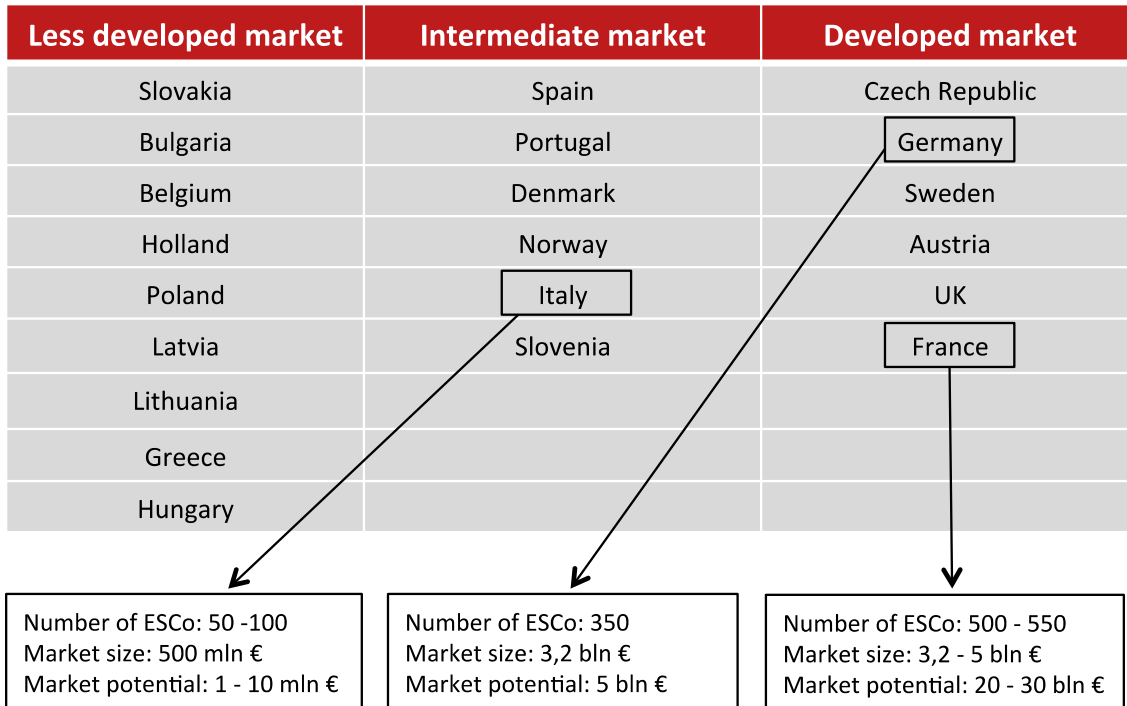 Less developed market Intermediate market Developed market
Slovakia Spain Czech Republic
Bulgaria Portugal Germany
Belgium Denmark Sweden
Holland Norway Austria
Poland Italy UK
Latvia Slovenia France
Lithuania
Greece
Hungary
Number of ESCo: 50 -100
Market size: 500 mln €
Market potential: 1 - 10 mln €
Number of ESCo: 350
Market size: 3,2 bln €
Market potential: 5 bln €
Number of ESCo: 500 - 550
Market size: 3,2 - 5 bln €
Market potential: 20 - 30 bln €